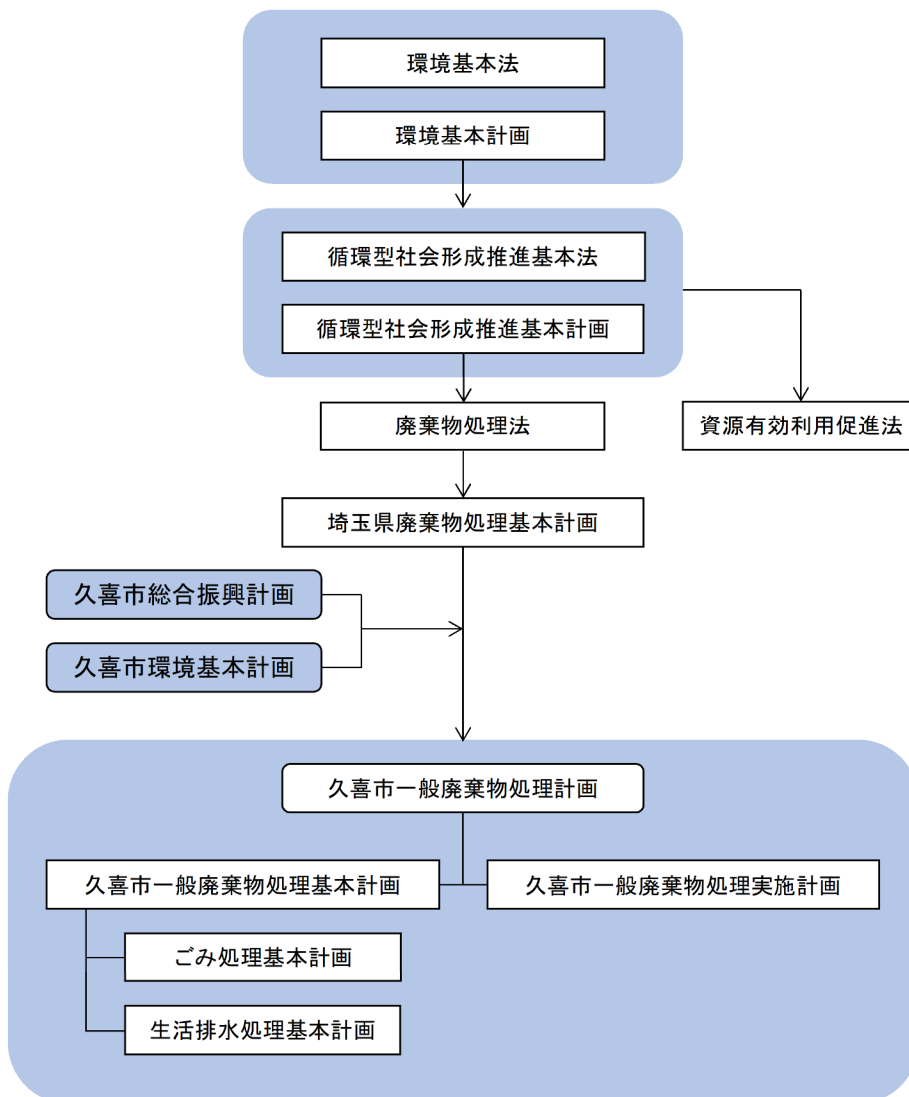 環境基本法
環境基本計画
循環型社会形成推進基本法
循環型社会形成推進基本計画
廃棄物処理法
資源有効利用促進法
埼玉県廃棄物処理基本計画
久喜市総合振興計画
久喜市環境基本計画
久喜市一般廃棄物処理計画
久喜市一般廃棄物処理基本計画
久喜市一般廃棄物処理実施計画
ごみ処理基本計画
生活排水処理基本計画